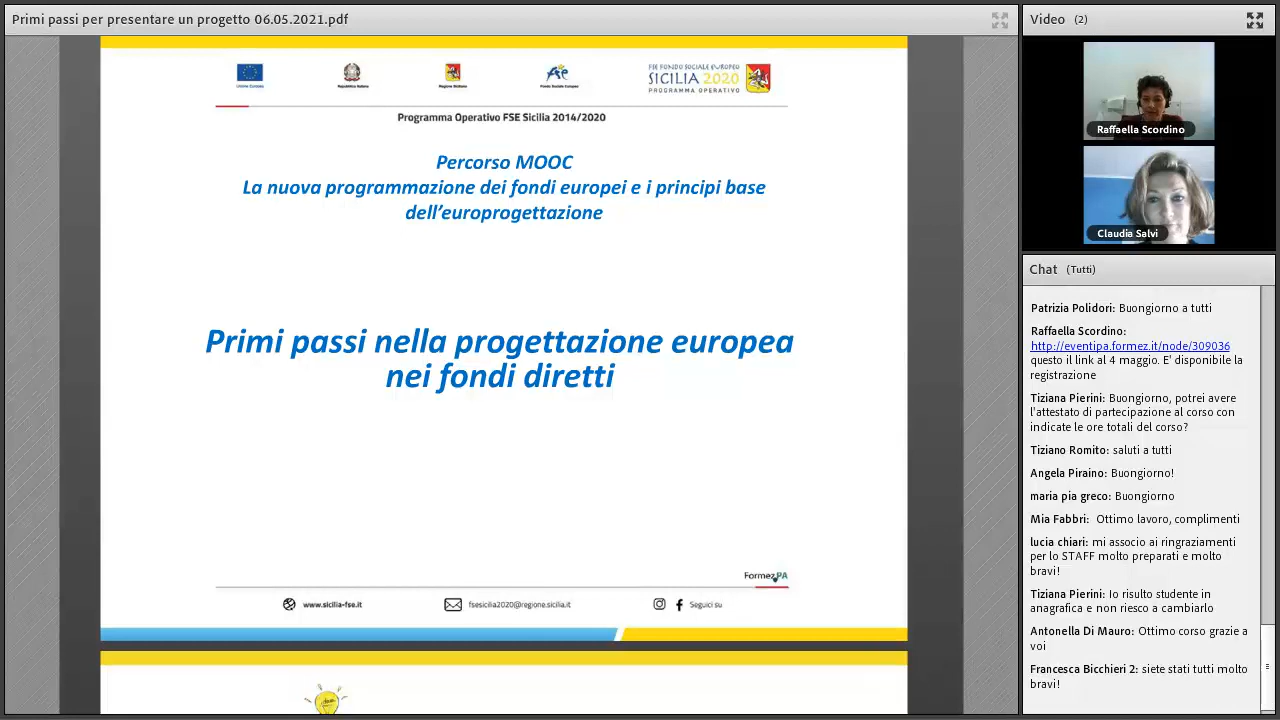 Primi passi per presentare un progetto 06.05.2021.pdf
Unione Europea
Repubblica Italiana
Regione Siciliana
Fondo Sociale Europeo
FSE FONDO SOCIALE EUROPEO
SICILIA 2020
PROGRAMMA OPERATIVO
Programma Operativo FSE Sicilia 2014/2020
Percorso MOOC
La nuova programmazione dei fondi europei e i principi base
dell’europrogettazione
Primi passi nella progettazione europea
nei fondi diretti
FormezPA
www.sicilia-fse.it
fsesicilia2020@regione.sicilia.it
Seguici su
Video (2)
Raffaella Scordino
Claudia Salvi
Chat (Tutti)
Patrizia Polidori: Buongiorno a tutti
Raffaella Scordino:
http://eventipa.formez.it/node/309036
questo il link al 4 maggio. E' disponibile la
registrazione
Tiziana Pierini: Buongiorno, potrei avere
l'attestato di partecipazione al corso con
indicate le ore totali del corso?
Tiziano Romito: saluti a tutti
Angela Piraino: Buongiorno!
maria pia greco: Buongiorno
Mia Fabbri: Ottimo lavoro, complimenti
lucia chiari: mi associo ai ringraziamenti
per lo STAFF molto preparati e molto
bravi!
Tiziana Pierini: Io risulto studente in
anagrafica e non riesco a cambiarlo
Antonella Di Mauro: Ottimo corso grazie a
voi
Francesca Bicchieri 2: siete stati tutti molto
bravi!